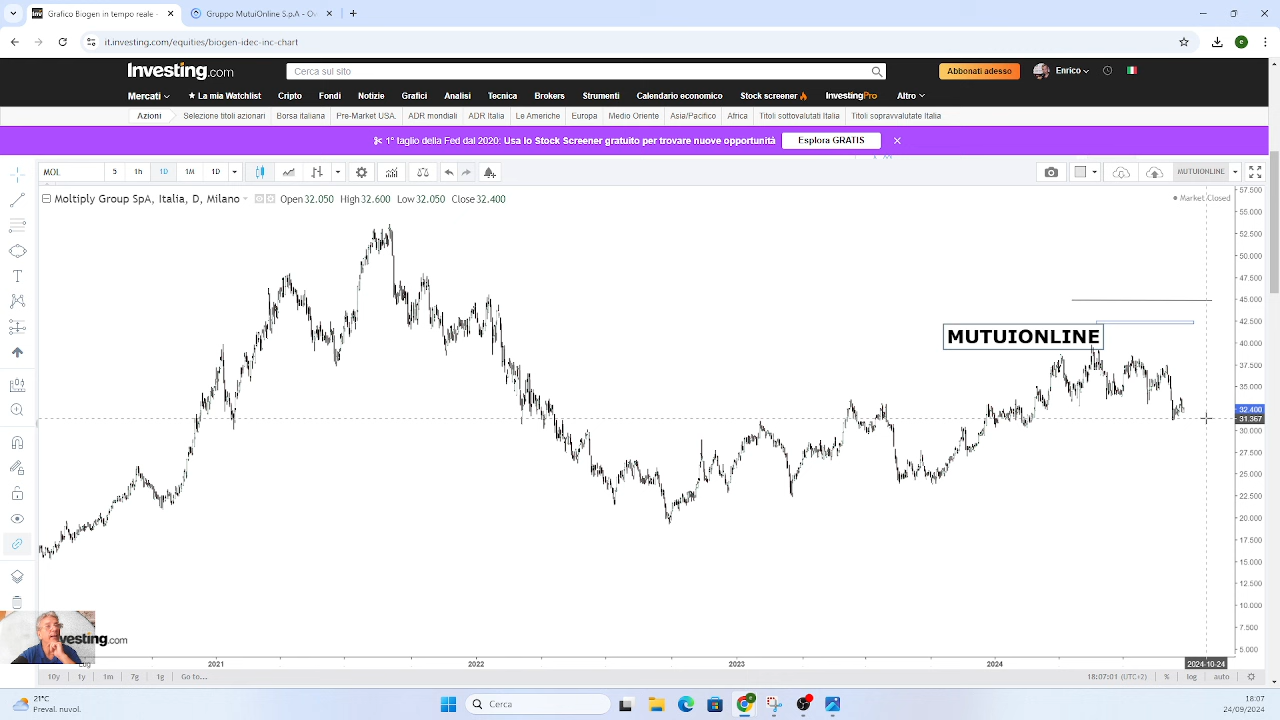 Grafico Biogen in tempo reale -
Gruppo MutuiOnline S.p.A - Ov
it.investing.com/equities/biogen-idec-inc-chart
Investing.com
Cerca sul sito
Abbonati adesso
Enrico
Mercati
La mia Watchlist
Cripto
Fondi
Notizie
Grafici
Analisi
Tecnica
Brokers
Strumenti
Calendario economico
Stock screener
InvestingPro
Altro
Azioni
Selezione titoli azionari
Borsa italiana
Pre-Market USA.
ADR mondiali
ADR Italia
Le Americhe
Europa
Medio Oriente
Asia/Pacifico
Africa
Titoli sottovalutati Italia
Titoli sopravvalutate Italia
1° taglio della Fed dal 2020: Usa lo Stock Screener gratuito per trovare nuove opportunità
Esplora GRATIS
MOL
5
1h
1D
1M
1D
MUTUIONLINE
Moltiply Group SpA, Italia, D, Milano
Open 32.050 High 32.600 Low 32.050 Close 32.400
Market Closed
57.500
55.000
52.500
50.000
47.500
45.000
42.500
MUTUIONLINE
40.000
37.500
35.000
32.400
31.367
30.000
27.500
25.000
22.500
20.000
17.500
15.000
12.500
10.000
7.500
5.000
vesting.com
Lug
2021
2022
2023
2024
2024-10-24
10y
1y
1m
7g
1g
Go to...
18:07:01 (UTC+2)
%
log
auto
21°C
Preval. nuvol.
Cerca
18:07
24/09/2024